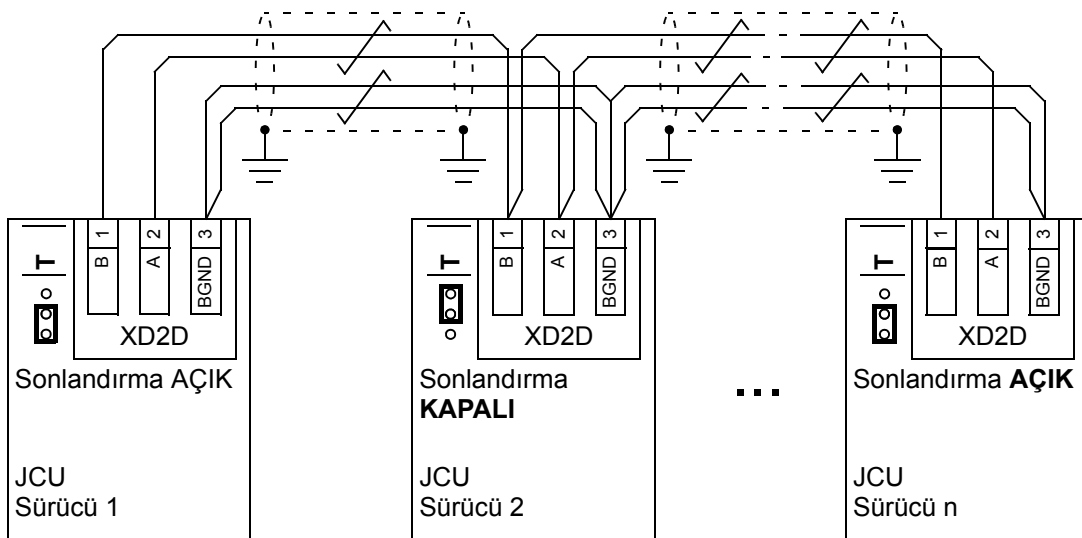 1 2 3
B A BGND
T
XD2D
Sonlandırma AÇIK
JCU
Sürücü 1
1 2 3
B A BGND
T
XD2D
Sonlandırma
KAPALI
JCU
Sürücü 2
...
1 2 3
B A BGND
T
XD2D
Sonlandırma AÇIK
JCU
Sürücü n